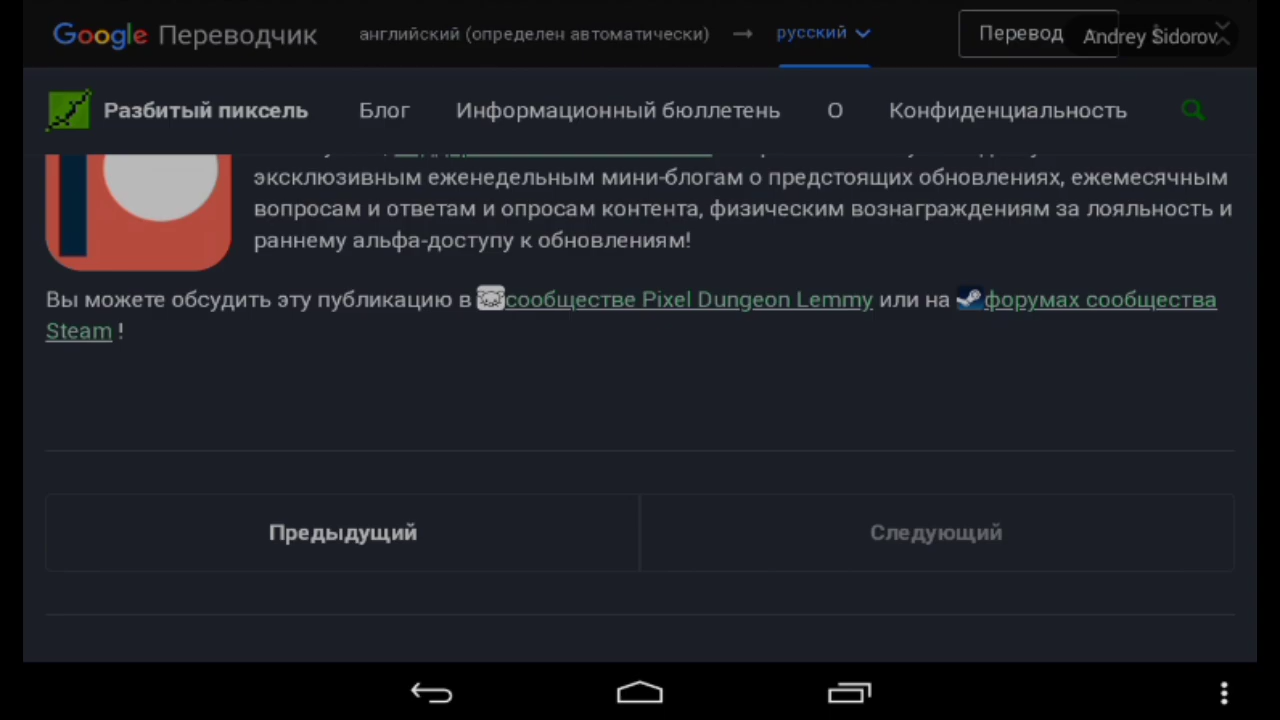 Google Переводчик английский (определен автоматически) → русский Перевод Andrey Sidorov
Разбитый пиксель Блог Информационный бюллетень О Конфиденциальность
эксклюзивным еженедельным мини-блогам о предстоящих обновлениях, ежемесячным
вопросам и ответам и опросам контента, физическим вознаграждениям за лояльность и
раннему альфа-доступу к обновлениям!
Вы можете обсудить эту публикацию в сообществе Pixel Dungeon Lemmy или на форумах сообщества
Steam !
Предыдущий Следующий